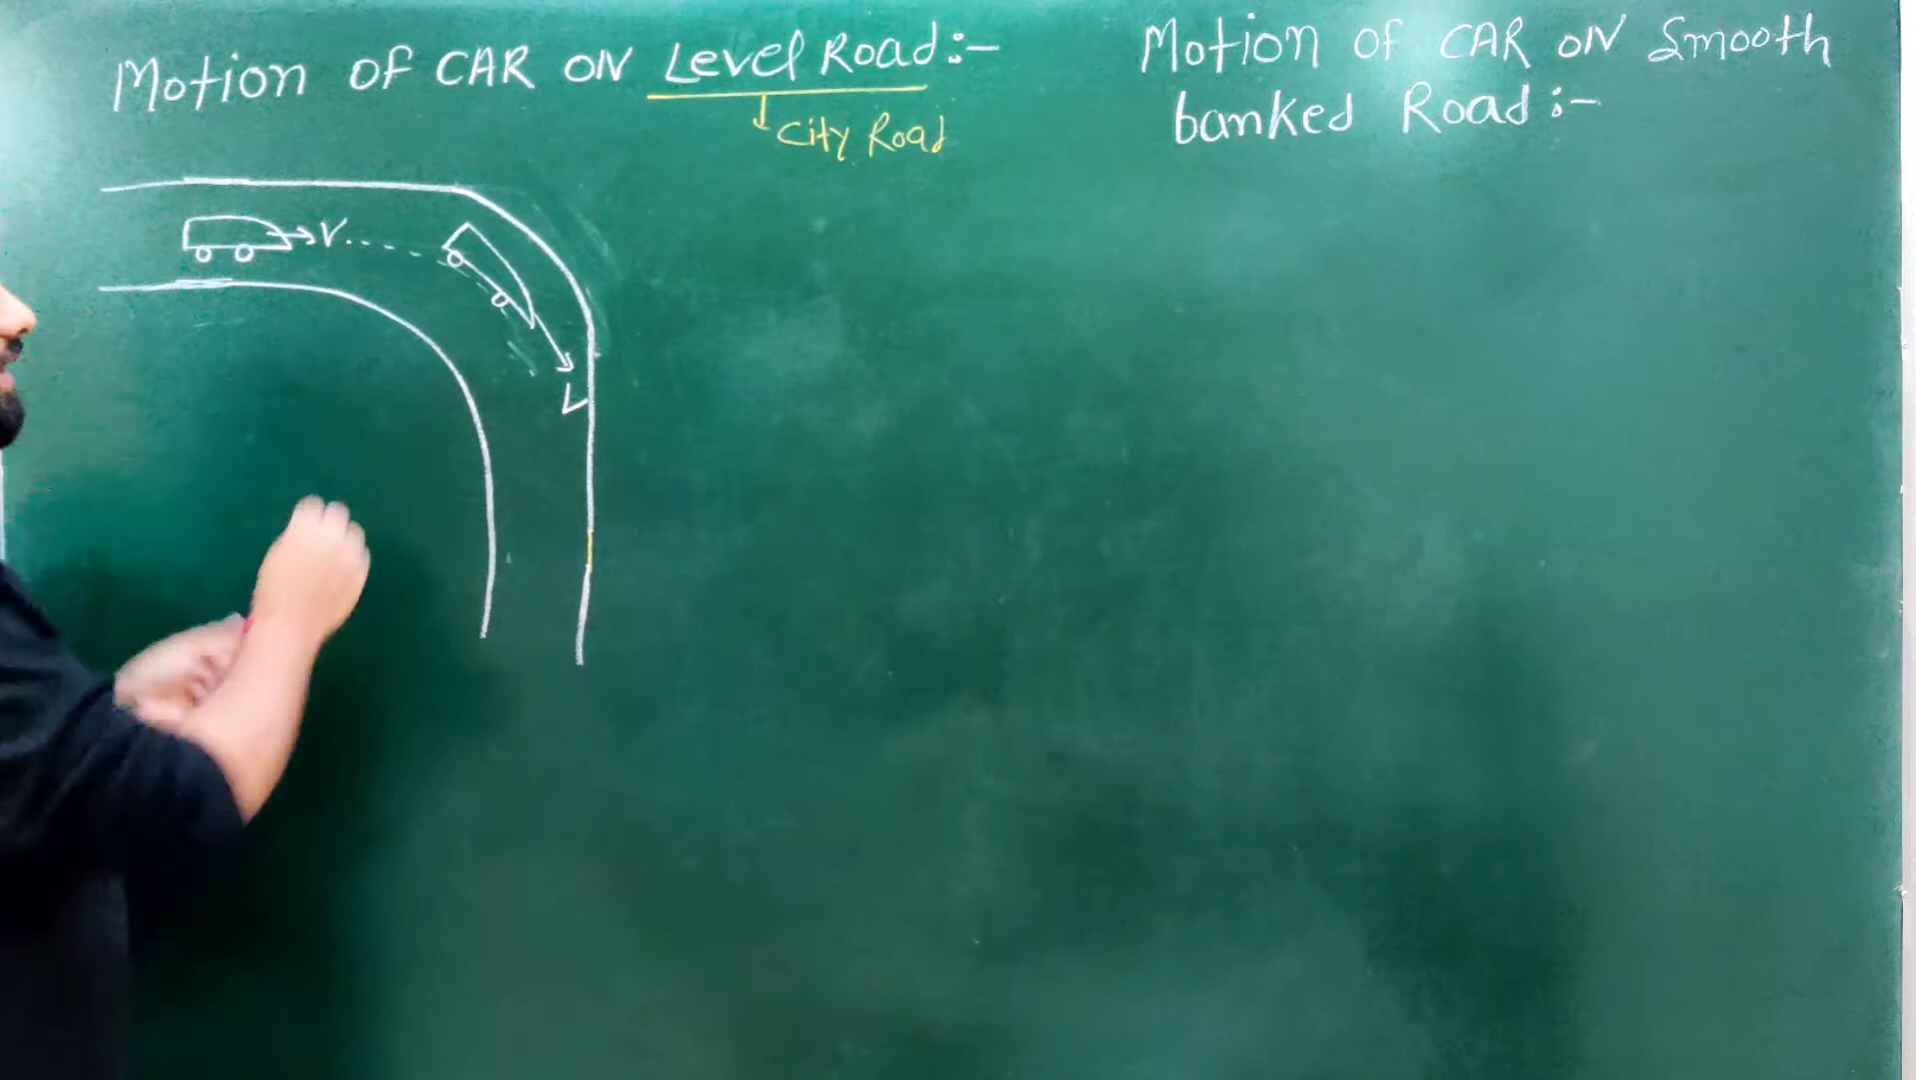 Motion OF CAR ON Level Road:-
City Road
V
V
Motion OF CAR ON Smooth
banked Road:-